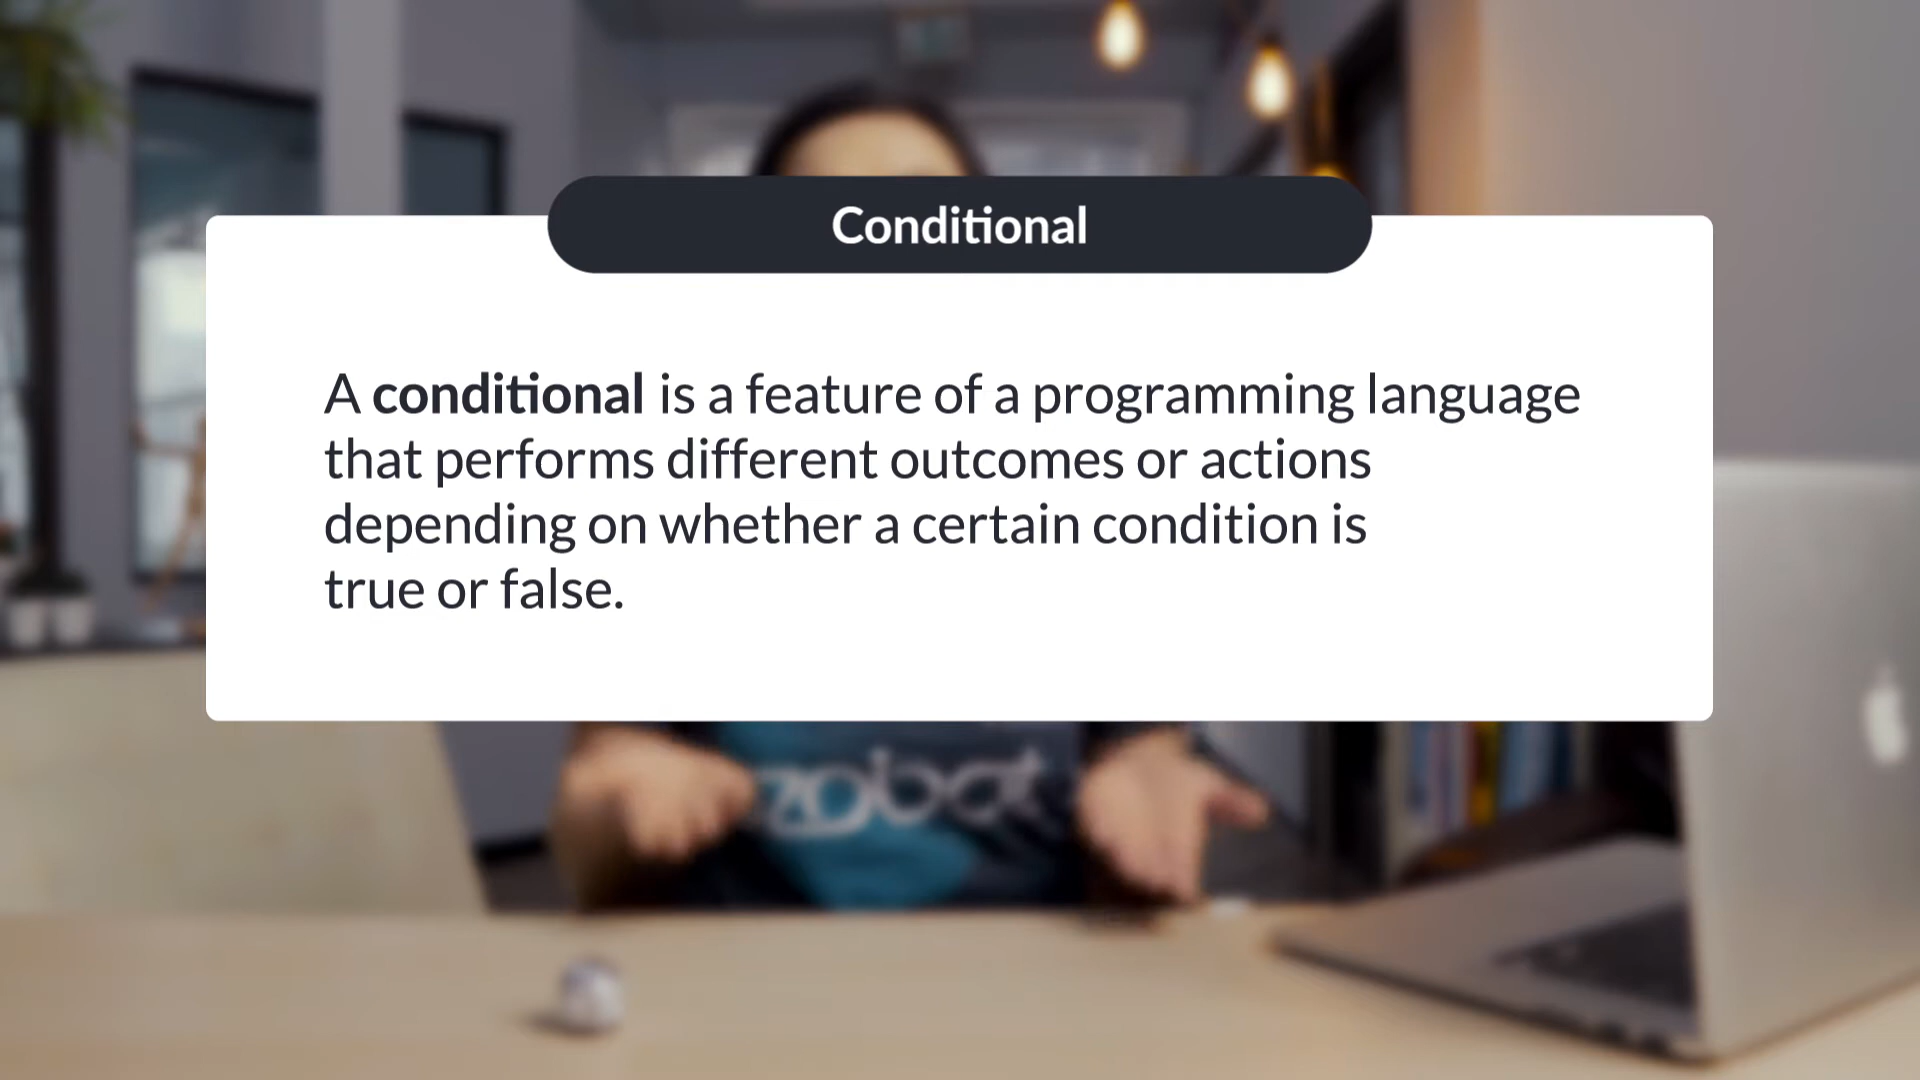 Conditional
A conditional is a feature of a programming language
that performs different outcomes or actions
depending on whether a certain condition is
true or false.
zobot